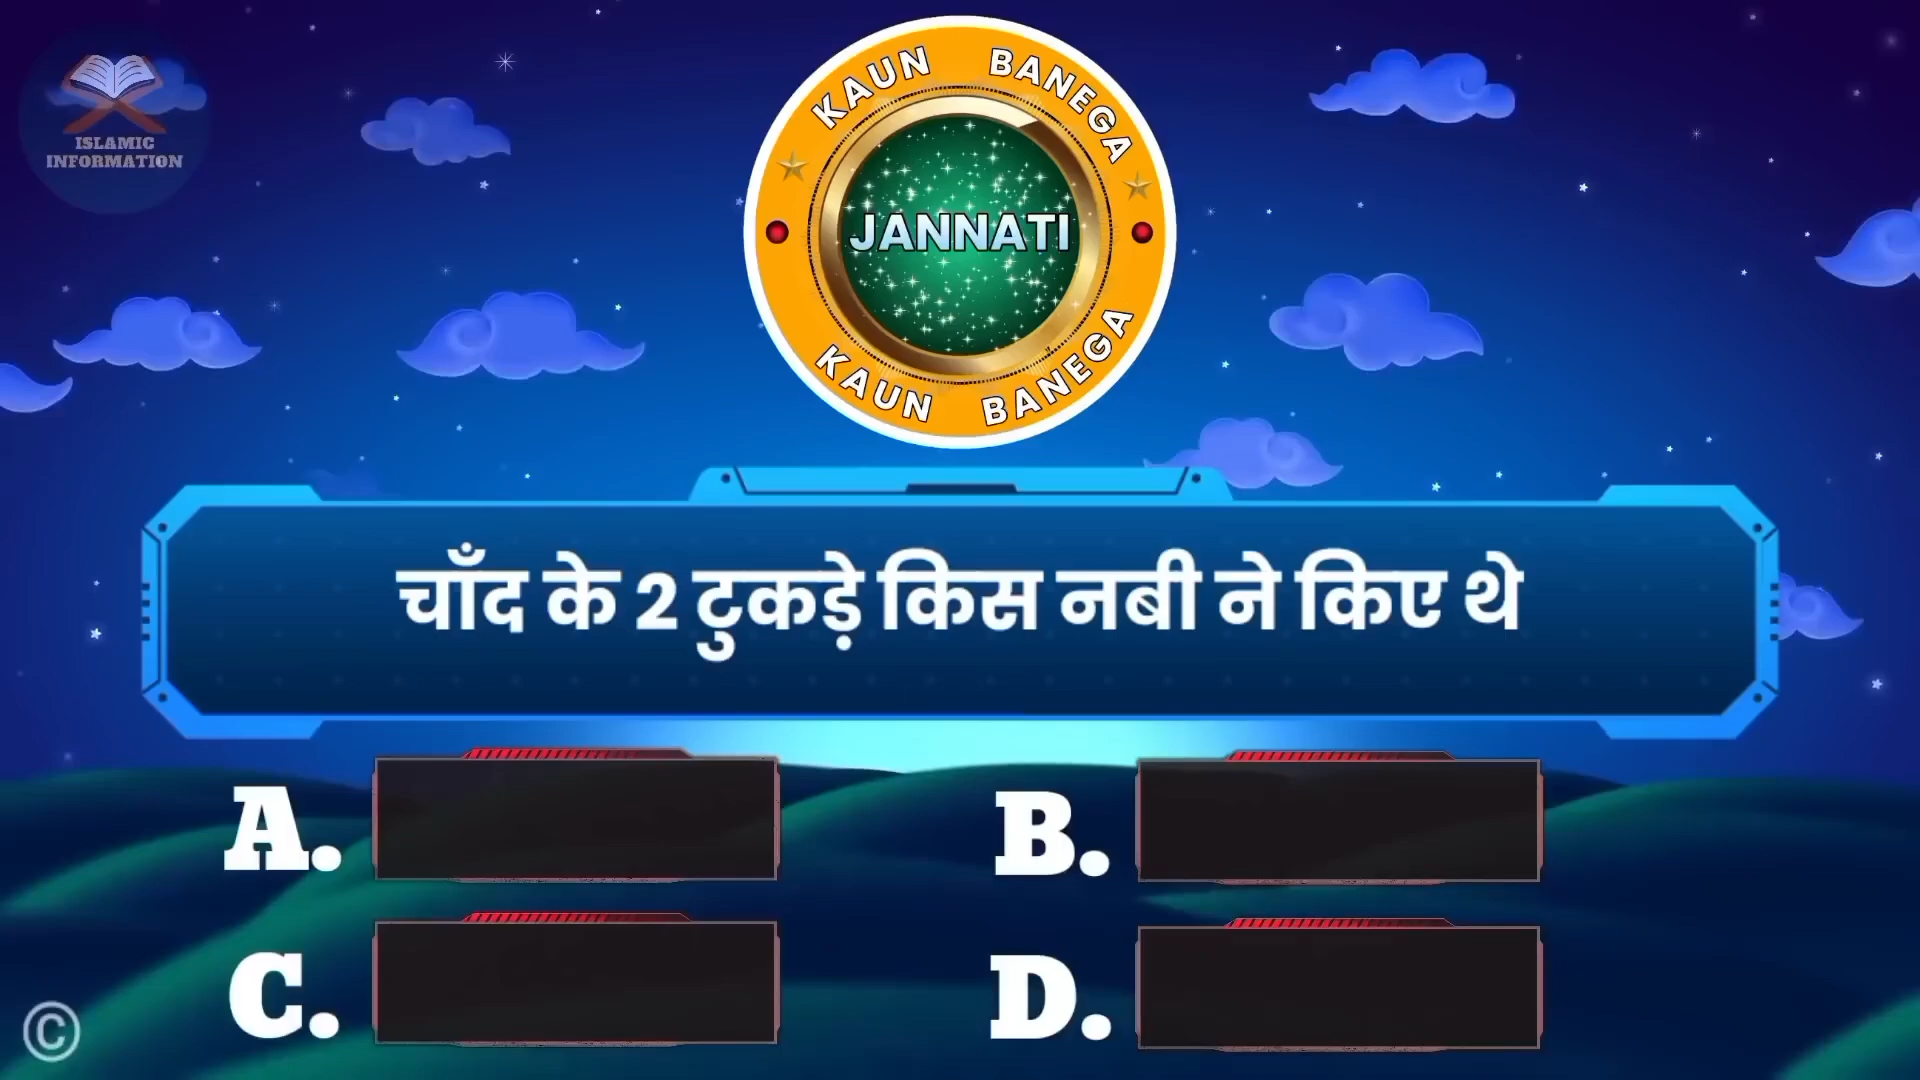 ISLAMIC
INFORMATION
KAUN BANEGA
JANNATI
KAUN BANEGA
चाँद के 2 टुकड़े किस नबी ने किए थे
A.
B.
C.
D.
©